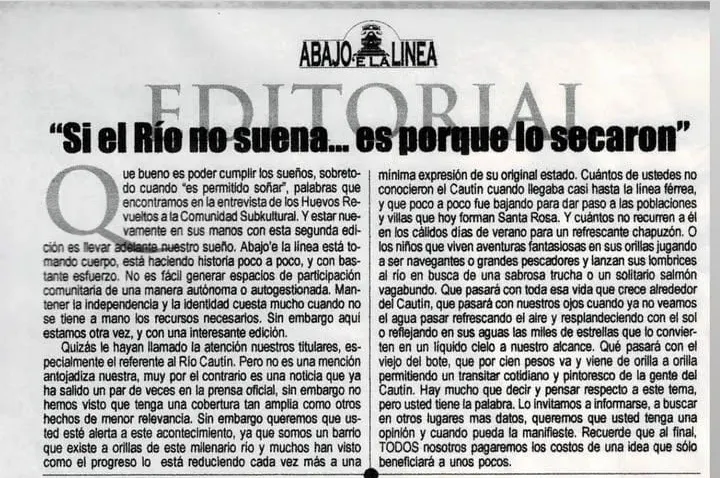 ABAJO 'E LA LINEA
EDITORIAL
"Si el Río no suena... es porque lo secaron"
Que bueno es poder cumplir los sueños, sobreto-
do cuando "es permitido soñar", palabras que
encontramos en la entrevista de los Huevos Re-
vueltos a la Comunidad Subkultural. Y estar nue-
vamente en sus manos con esta segunda edi-
ción es llevar adelante nuestro sueño. Abajo'e la línea está to-
mando cuerpo, está haciendo historia poco a poco, y con bas-
tante esfuerzo. No es fácil generar espacios de participación
comunitaria de una manera autónoma o autogestionada. Man-
tener la independencia y la identidad cuesta mucho cuando no
se tiene a mano los recursos necesarios. Sin embargo aquí
estamos otra vez, y con una interesante edición.
Quizás le hayan llamado la atención nuestros titulares, es-
pecialmente el referente al Río Cautín. Pero no es una mención
antojadiza nuestra, muy por el contrario es una noticia que ya
ha salido un par de veces en la prensa oficial, sin embargo no
hemos visto que tenga una cobertura tan amplia como otros
hechos de menor relevancia. Sin embargo queremos que us-
ted esté alerta a este acontecimiento, ya que somos un barrio
que existe a orillas de este milenario río y muchos han visto
como el progreso lo está reduciendo cada vez más a una
mínima expresión de su original estado. Cuántos de ustedes no
conocieron el Cautín cuando llegaba casi hasta la línea férrea,
y que poco a poco fue bajando para dar paso a las poblaciones
y villas que hoy forman Santa Rosa. Y cuántos no recurren a él
en los cálidos días de verano para un refrescante chapuzón. O
los niños que viven aventuras fantasiosas en sus orillas jugando
a ser navegantes o grandes pescadores y lanzan sus lombrices
al río en busca de una sabrosa trucha o un solitario salmón
vagabundo. Que pasará con toda esa vida que crece alrededor
del Cautín, que pasará con nuestros ojos cuando ya no veamos
el agua pasar refrescando el aire y resplandeciendo con el sol
o reflejando en sus aguas las miles de estrellas que lo convier-
ten en un líquido cielo a nuestro alcance. Qué pasará con el
viejo del bote, que por cien pesos va y viene de orilla a orilla
permitiendo un transitar cotidiano y pintoresco de la gente del
Cautín. Hay mucho que decir y pensar respecto a este tema,
pero usted tiene la palabra. Lo invitamos a informarse, a buscar
en otros lugares mas datos, queremos que usted tenga una
opinión y cuando pueda la manifieste. Recuerde que al final,
TODOS nosotros pagaremos los costos de una idea que sólo
beneficiará a unos pocos.